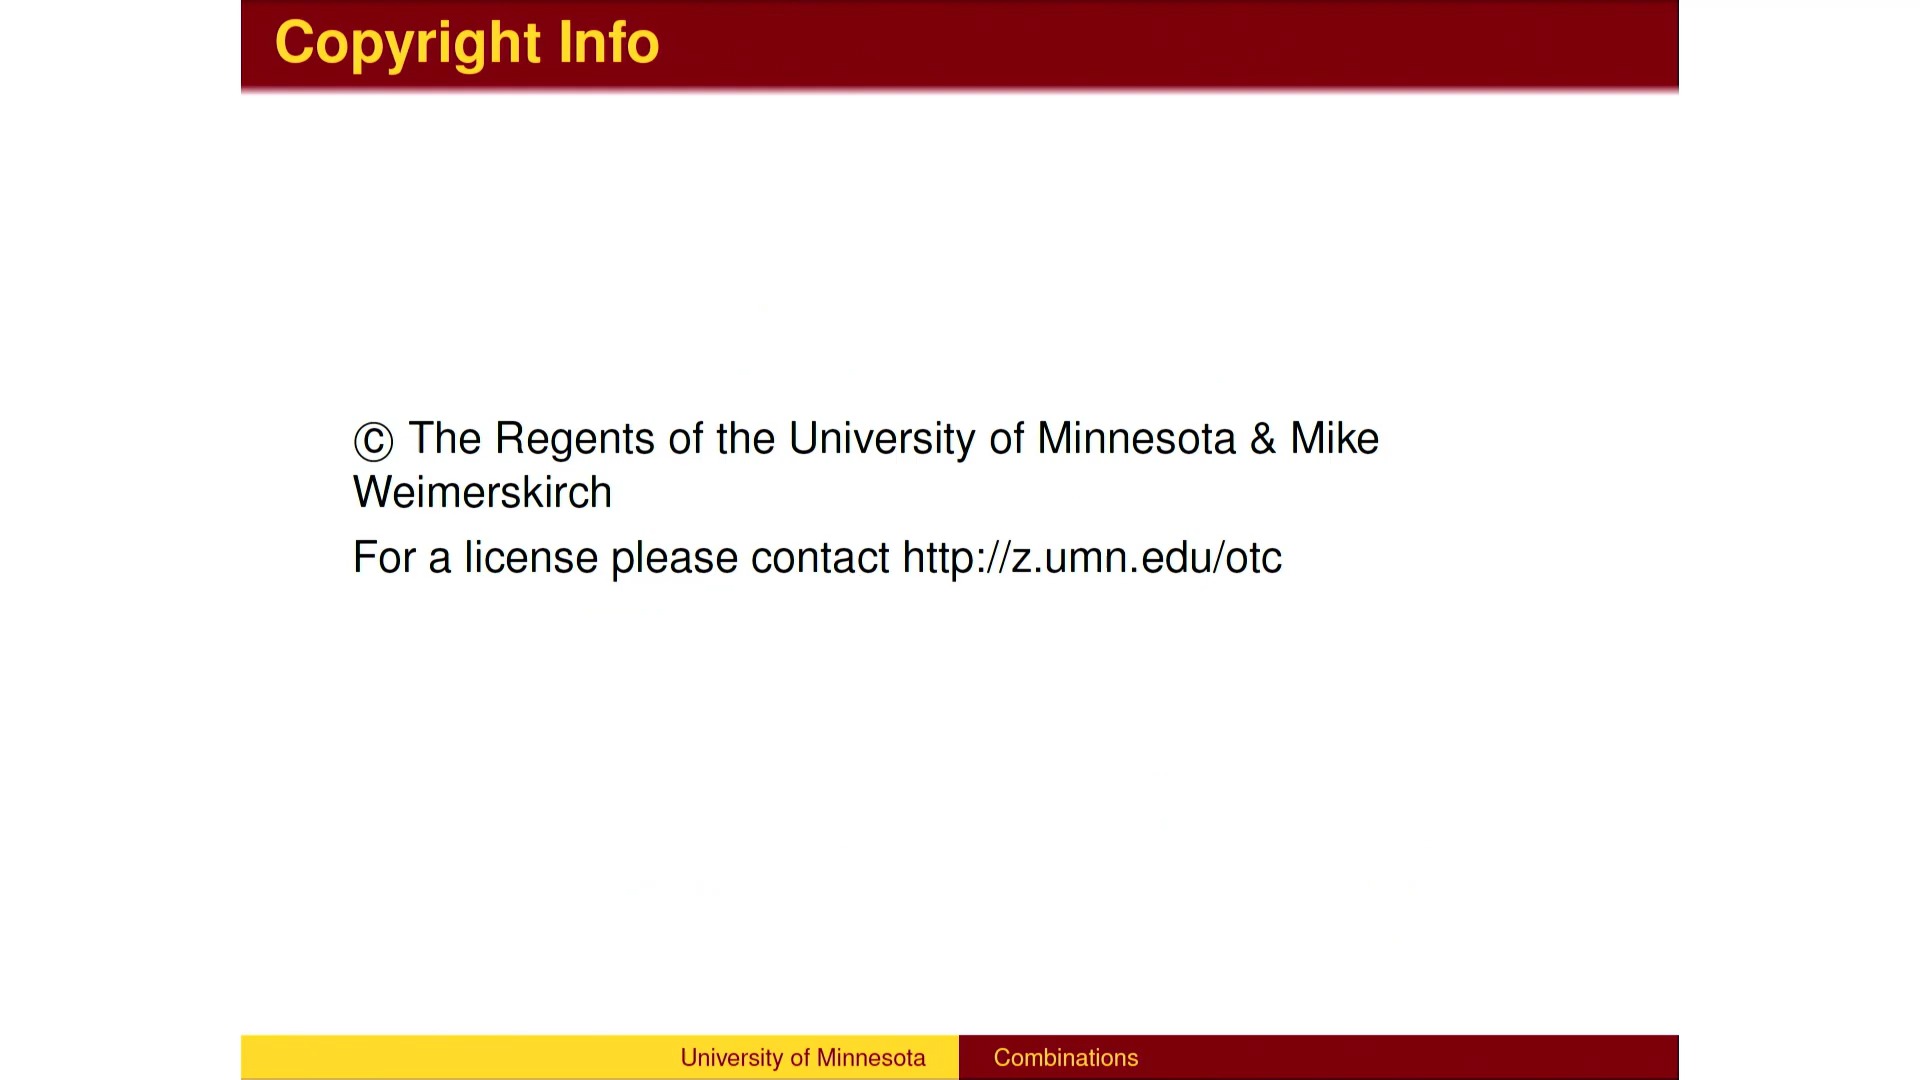 Copyright Info
© The Regents of the University of Minnesota & Mike
Weimerskirch
For a license please contact http://z.umn.edu/otc
University of Minnesota
Combinations